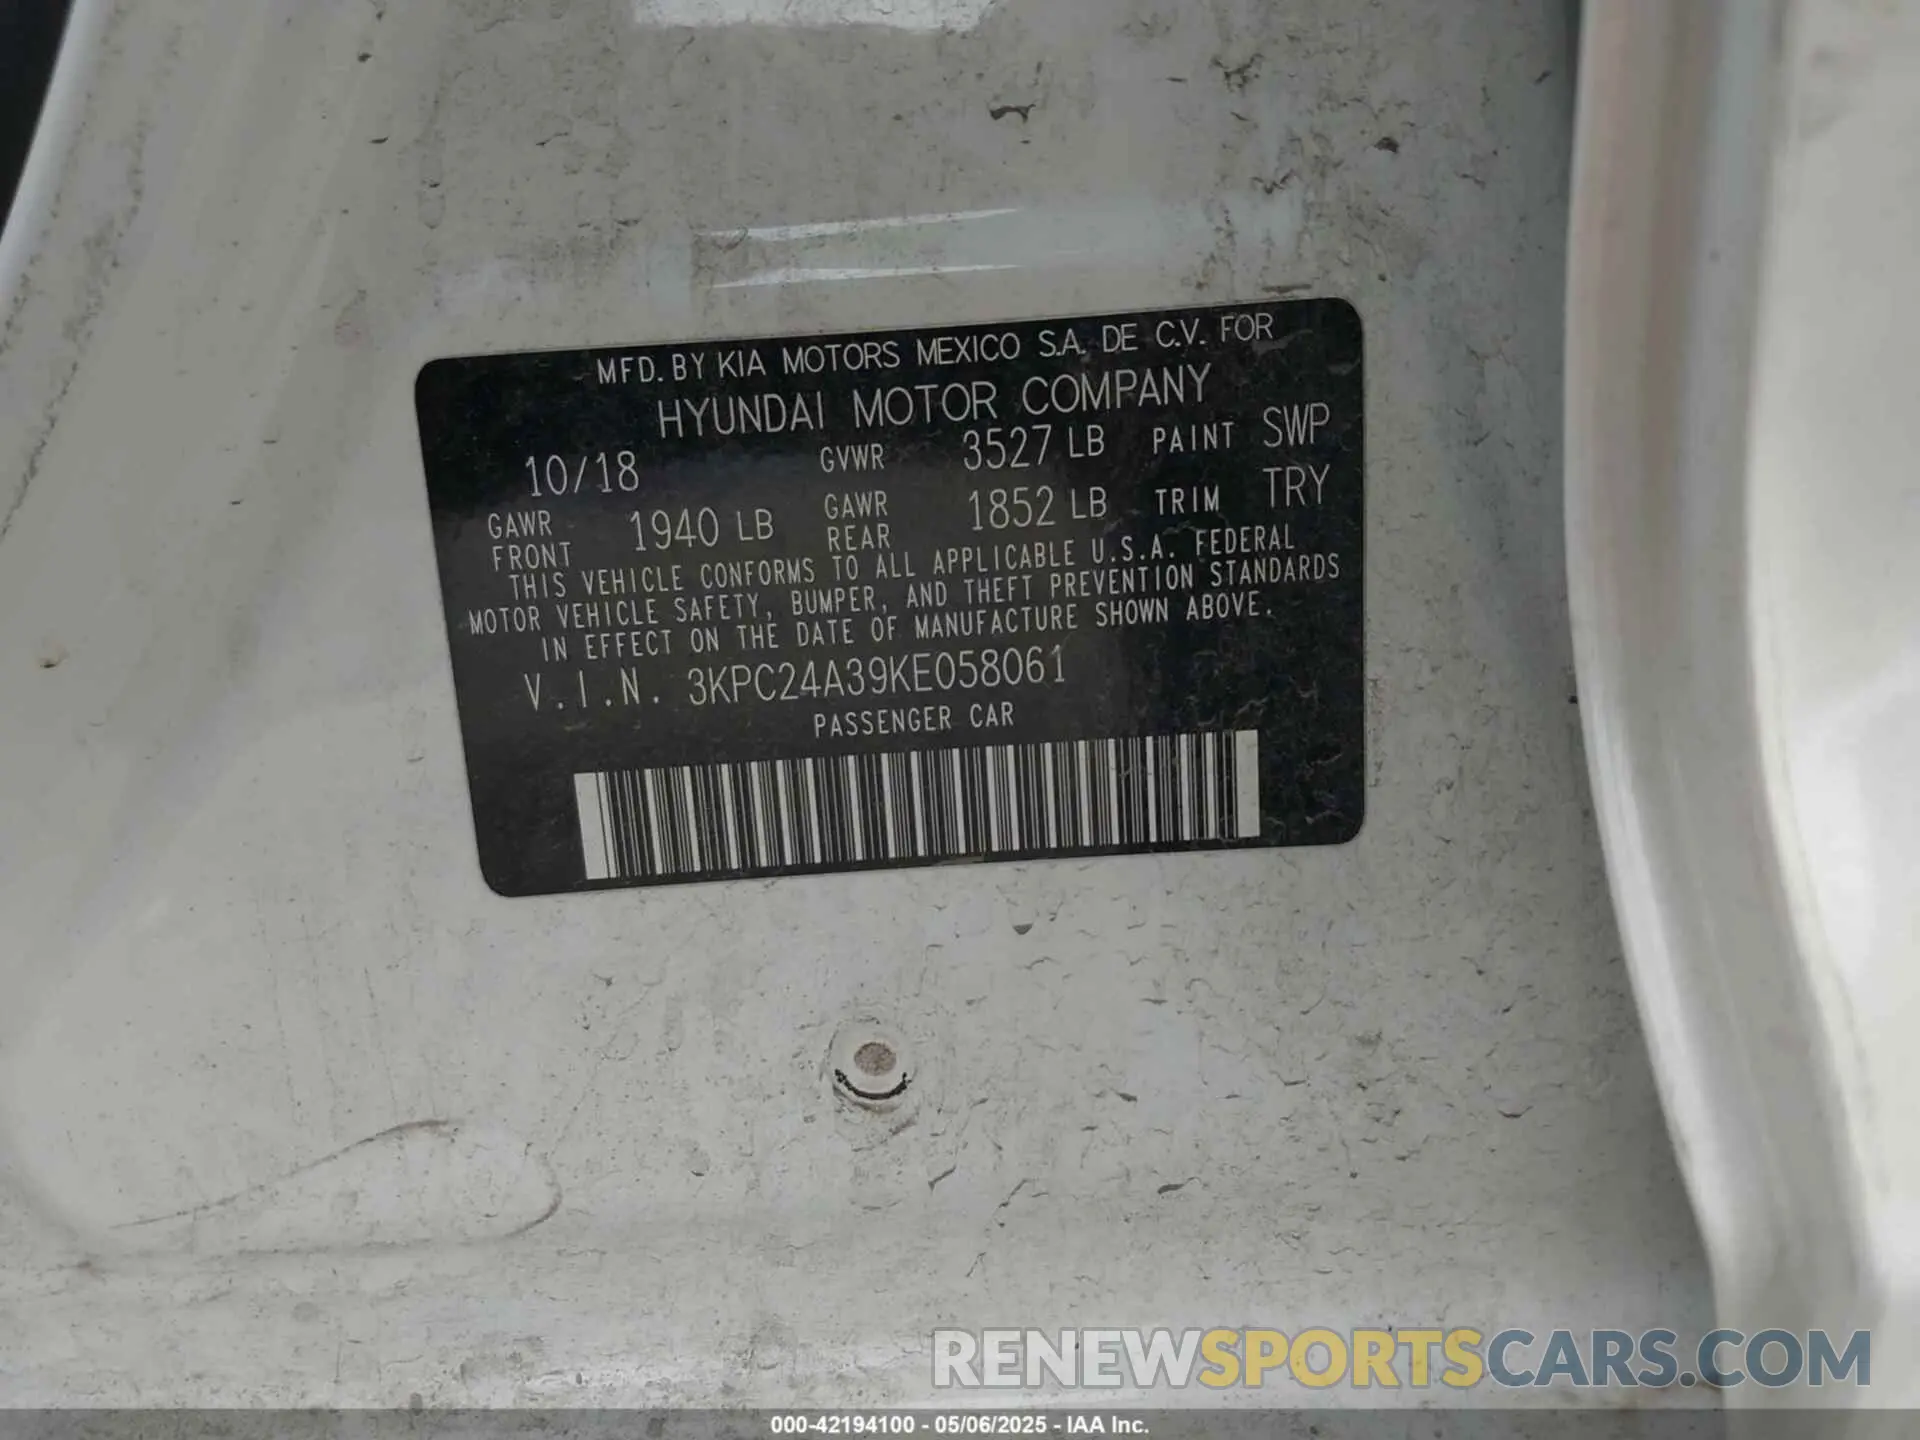 MFD. BY KIA MOTORS MEXICO S.A. DE C.V. FOR
HYUNDAI MOTOR COMPANY
10/18 GVWR 3527 LB PAINT SWP
GAWR FRONT 1940 LB GAWR REAR 1852 LB TRIM TRY
THIS VEHICLE CONFORMS TO ALL APPLICABLE U.S.A. FEDERAL
MOTOR VEHICLE SAFETY, BUMPER, AND THEFT PREVENTION STANDARDS
IN EFFECT ON THE DATE OF MANUFACTURE SHOWN ABOVE.
V.I.N. 3KPC24A39KE058061
PASSENGER CAR
RENEWSPORTSCARS.COM
000-42194100 - 05/06/2025 - IAA Inc.